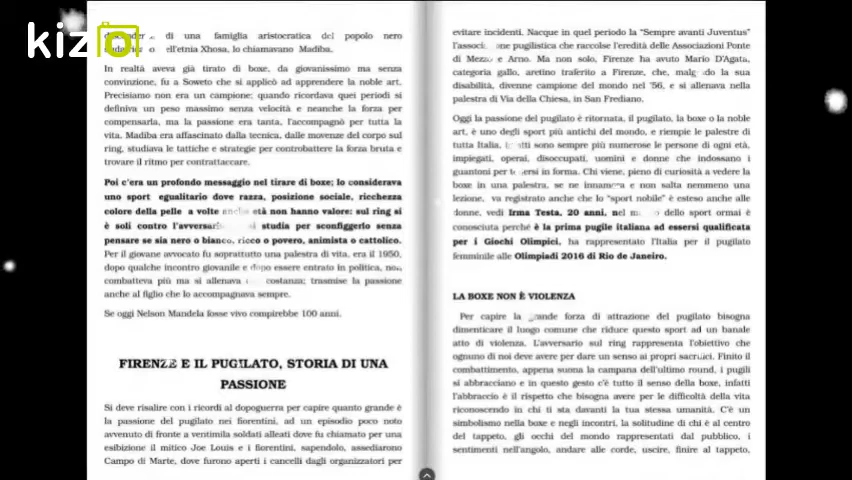 kizoa
di una famiglia aristocratica del popolo nero
dell'etnia Xhosa, lo chiamavano Madiba.
In realtà aveva già tirato di boxe, da giovanissimo ma senza
convinzione, fu a Soweto che si applicò ad apprendere la noble art.
Precisiamo non era un campione; quando ricordava quei periodi si
definiva un peso massimo senza velocità e neanche la forza per
compensarla, ma la passione era tanta, l'accompagnò per tutta la
vita. Madiba era affascinato dalla tecnica, dalle movenze del corpo sul
ring, studiava le tattiche e strategie per controbattere la forza bruta e
trovare il ritmo per contrattaccare.
Poi c'era un profondo messaggio nel tirare di boxe; lo considerava
uno sport egualitario dove razza, posizione sociale, ricchezza
colore della pelle a volte anche età non hanno valore: sul ring si
è soli contro l'avversario si studia per sconfiggerlo senza
pensare se sia nero o bianco, ricco o povero, animista o cattolico.
Per il giovane avvocato fu soprattutto una palestra di vita, era il 1950,
dopo qualche incontro giovanile e dopo essere entrato in politica, non
combatteva più ma si allenava con costanza; trasmise la passione
anche al figlio che lo accompagnava sempre.
Se oggi Nelson Mandela fosse vivo compirebbe 100 anni.
FIRENZE E IL PUGILATO, STORIA DI UNA
PASSIONE
Si deve risalire con i ricordi al dopoguerra per capire quanto grande è
la passione del pugilato nei fiorentini, ad un episodio poco noto
avvenuto di fronte a ventimila soldati alleati dove fu chiamato per una
esibizione il mitico Joe Louis e i fiorentini, sapendolo, assediarono
Campo di Marte, dove furono aperti i cancelli dagli organizzatori per
evitare incidenti. Nacque in quel periodo la "Sempre avanti Juventus"
l'associazione pugilistica che raccolse l'eredità delle Associazioni Ponte
di Mezzo e Arno. Ma non solo, Firenze ha avuto Mario D'Agata,
categoria gallo, aretino trasferito a Firenze, che, malgrado la sua
disabilità, divenne campione del mondo nel '56, e si allenava nella
palestra di Via della Chiesa, in San Frediano.
Oggi la passione del pugilato è ritornata, il pugilato, la boxe o la noble
art, è uno degli sport più antichi del mondo, e riempie le palestre di
tutta Italia, infatti sono sempre più numerose le persone di ogni età,
impiegati, operai, disoccupati, uomini e donne che indossano i
guantoni per tenersi in forma. Chi viene, pieno di curiosità a vedere la
boxe in una palestra, se ne innamora e non salta nemmeno una
lezione, va registrato anche che lo "sport nobile" è esteso anche alle
donne, vedi Irma Testa, 20 anni, nel mondo dello sport ormai è
conosciuta perché è la prima pugile italiana ad essersi qualificata
per i Giochi Olimpici, ha rappresentato l'Italia per il pugilato
femminile alle Olimpiadi 2016 di Rio de Janeiro.
LA BOXE NON È VIOLENZA
Per capire la grande forza di attrazione del pugilato bisogna
dimenticare il luogo comune che riduce questo sport ad un banale
atto di violenza. L'avversario sul ring rappresenta l'obiettivo che
ognuno di noi deve avere per dare un senso ai propri sacrifici. Finito il
combattimento, appena suona la campana dell'ultimo round, i pugili
si abbracciano e in questo gesto c'è tutto il senso della boxe, infatti
l'abbraccio è il rispetto che bisogna avere per le difficoltà della vita
riconoscendo in chi ti sta davanti la tua stessa umanità. C'è un
simbolismo nella boxe e negli incontri, la solitudine di chi è al centro
del tappeto, gli occhi del mondo rappresentati dal pubblico, i
sentimenti nell'angolo, andare alle corde, uscire, finire al tappeto,